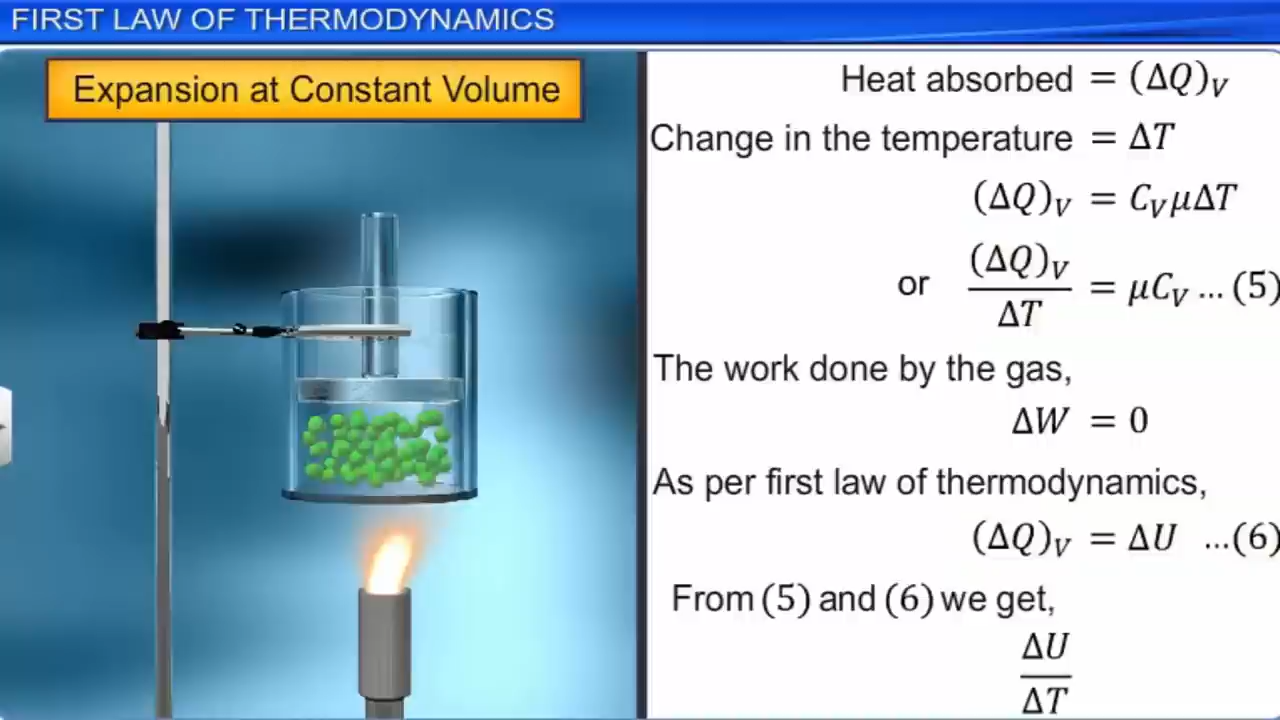 FIRST LAW OF THERMODYNAMICS
Expansion at Constant Volume
Heat absorbed = (ΔQ)_V
Change in the temperature = ΔT
(ΔQ)_V = C_V μΔT
or (ΔQ)_V / ΔT = μC_V ... (5)
The work done by the gas,
ΔW = 0
As per first law of thermodynamics,
(ΔQ)_V = ΔU ...(6)
From (5) and (6) we get,
ΔU / ΔT